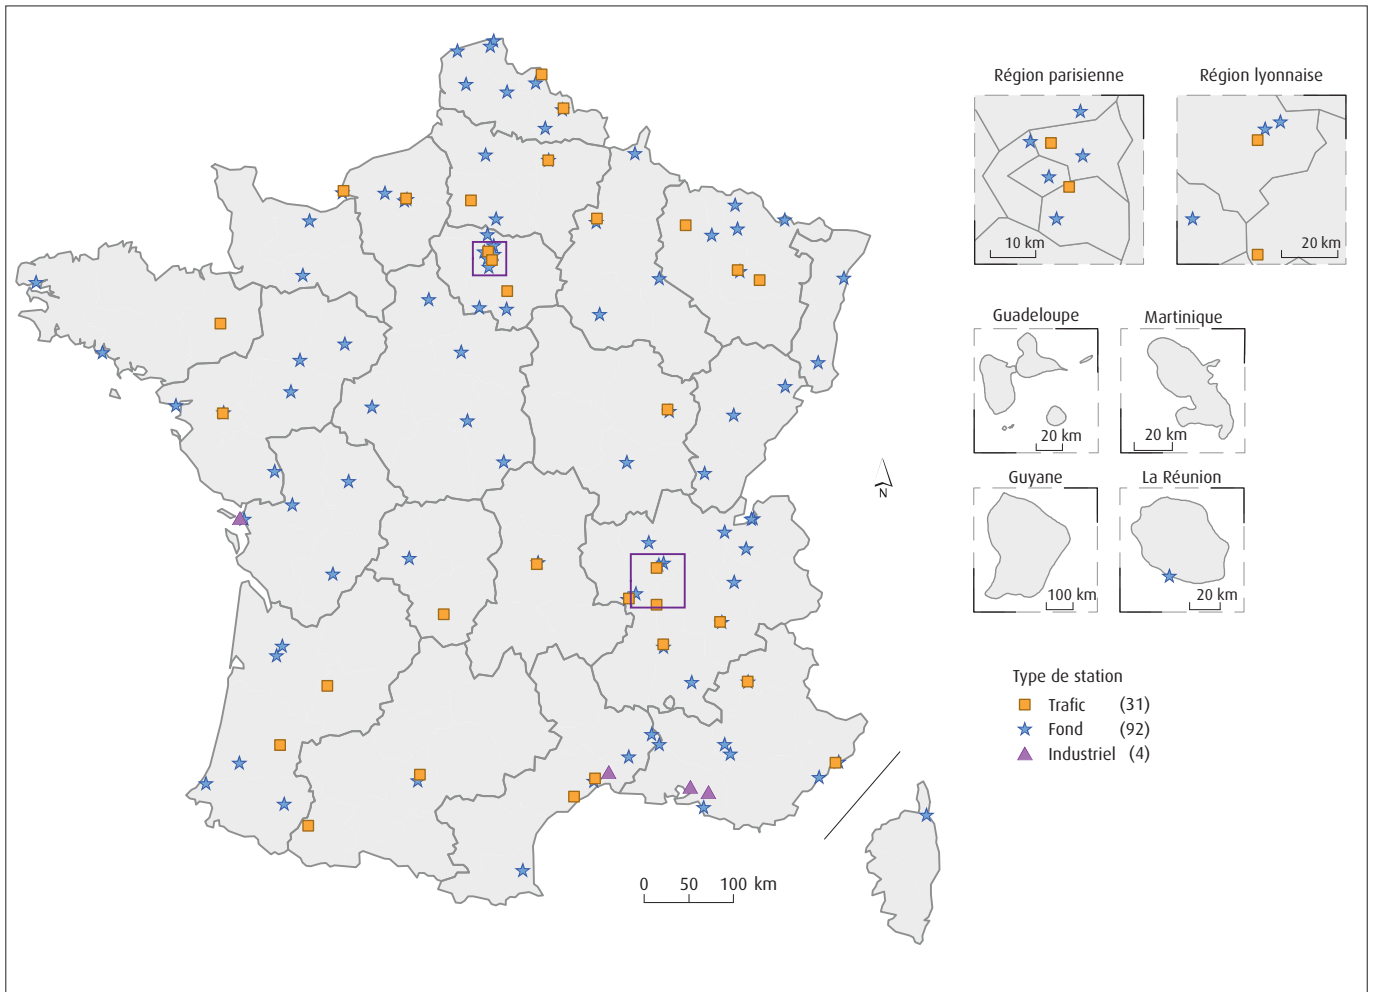 Région parisienne
Région lyonnaise
10 km
20 km
Guadeloupe
Martinique
20 km
20 km
Guyane
La Réunion
100 km
20 km
N
Type de station
Trafic (31)
Fond (92)
Industriel (4)
0 50 100 km